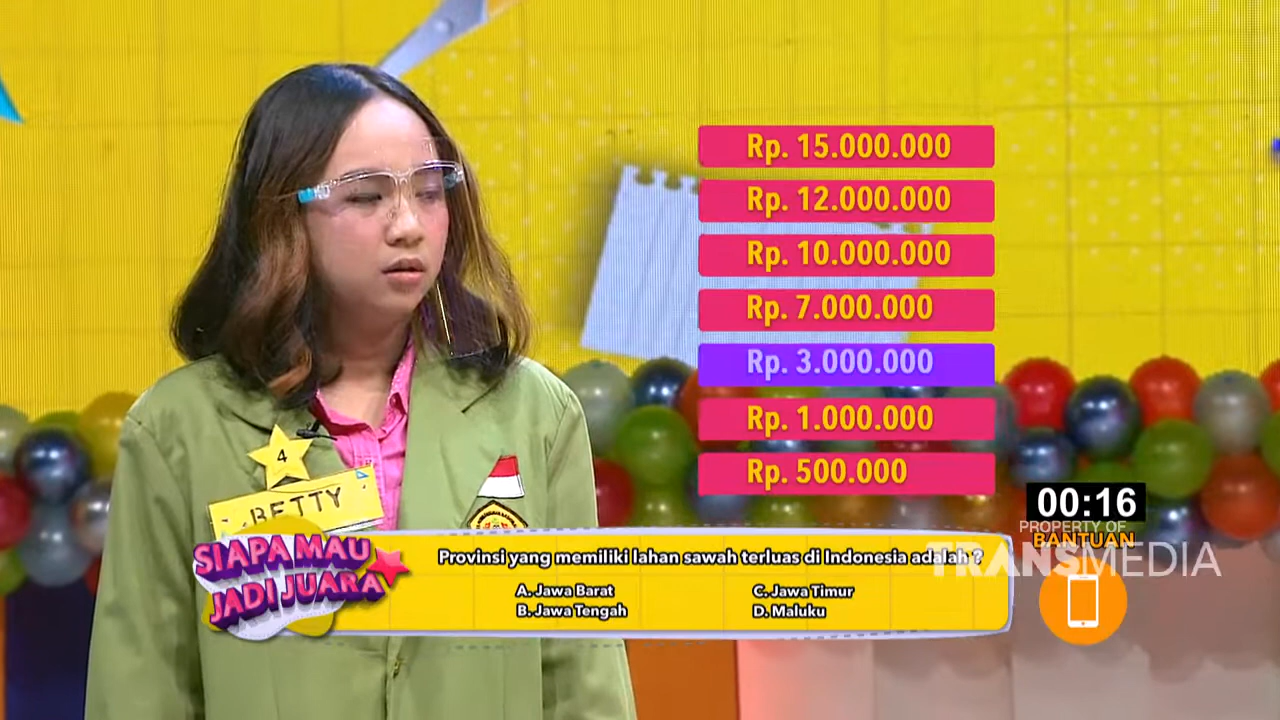 Rp. 15.000.000
Rp. 12.000.000
Rp. 10.000.000
Rp. 7.000.000
Rp. 3.000.000
Rp. 1.000.000
Rp. 500.000
4
BETTY
00:16
PROPERTY OF
BANTUAN
TRANSMEDIA
SIAPA MAU
JADI JUARA
Provinsi yang memiliki lahan sawah terluas di Indonesia adalah ?
A. Jawa Barat
B. Jawa Tengah
C. Jawa Timur
D. Maluku